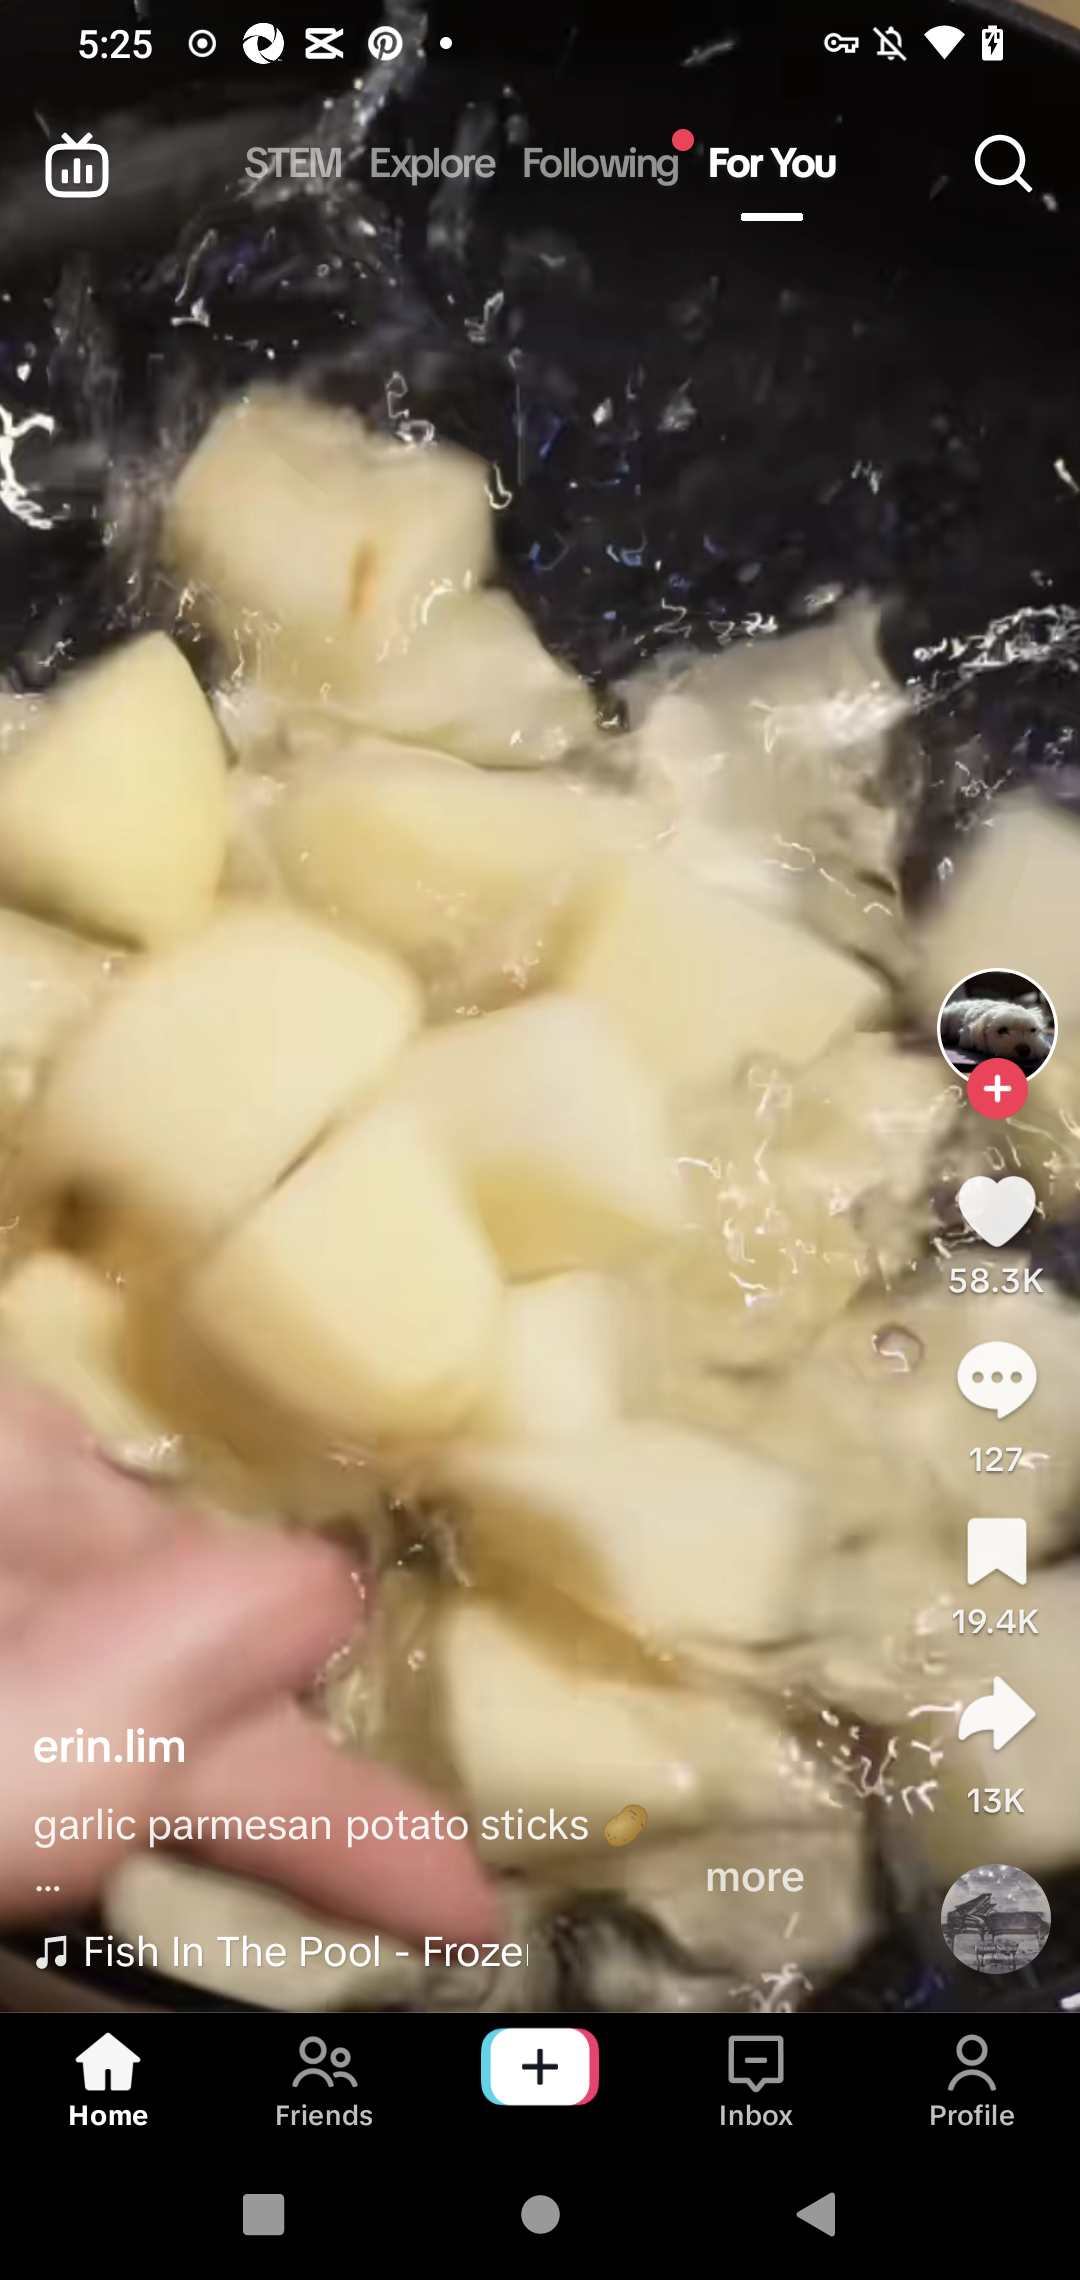 5:25
STEM Explore Following For You
58.3K
127
19.4K
13K
erin.lim
garlic parmesan potato sticks 🥔
... more
Fish In The Pool - Froze
Home Friends Inbox Profile